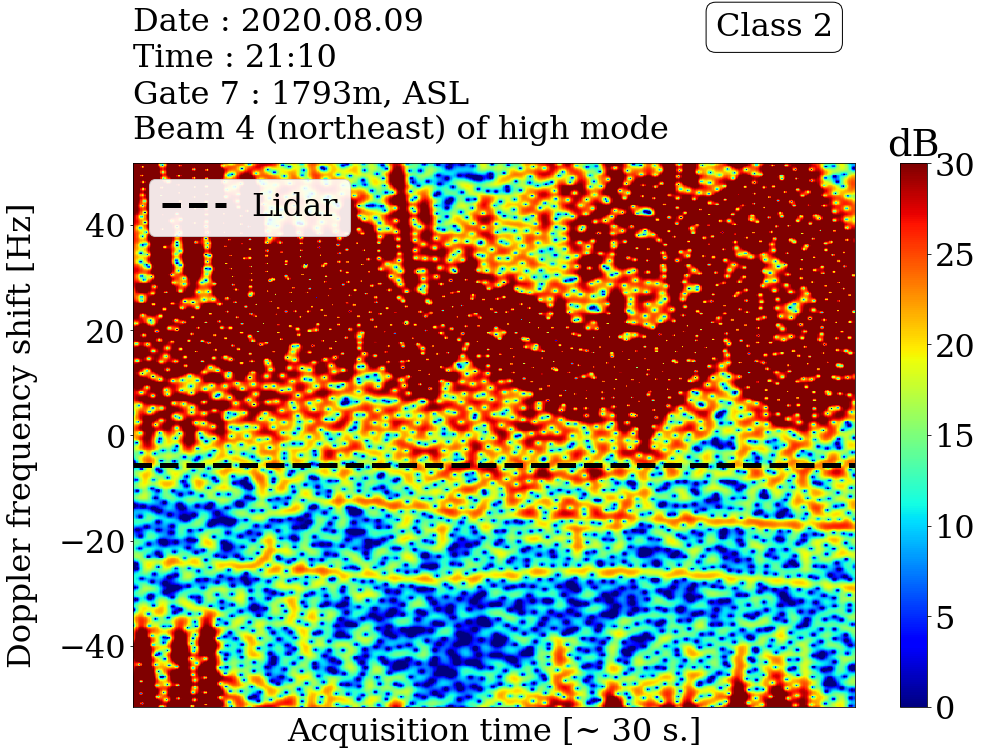 Date : 2020.08.09
Time : 21:10
Gate 7 : 1793m, ASL
Beam 4 (northeast) of high mode
Class 2
dB
Lidar
Doppler frequency shift [Hz]
40
20
0
−20
−40
Acquisition time [~ 30 s.]
30
25
20
15
10
5
0